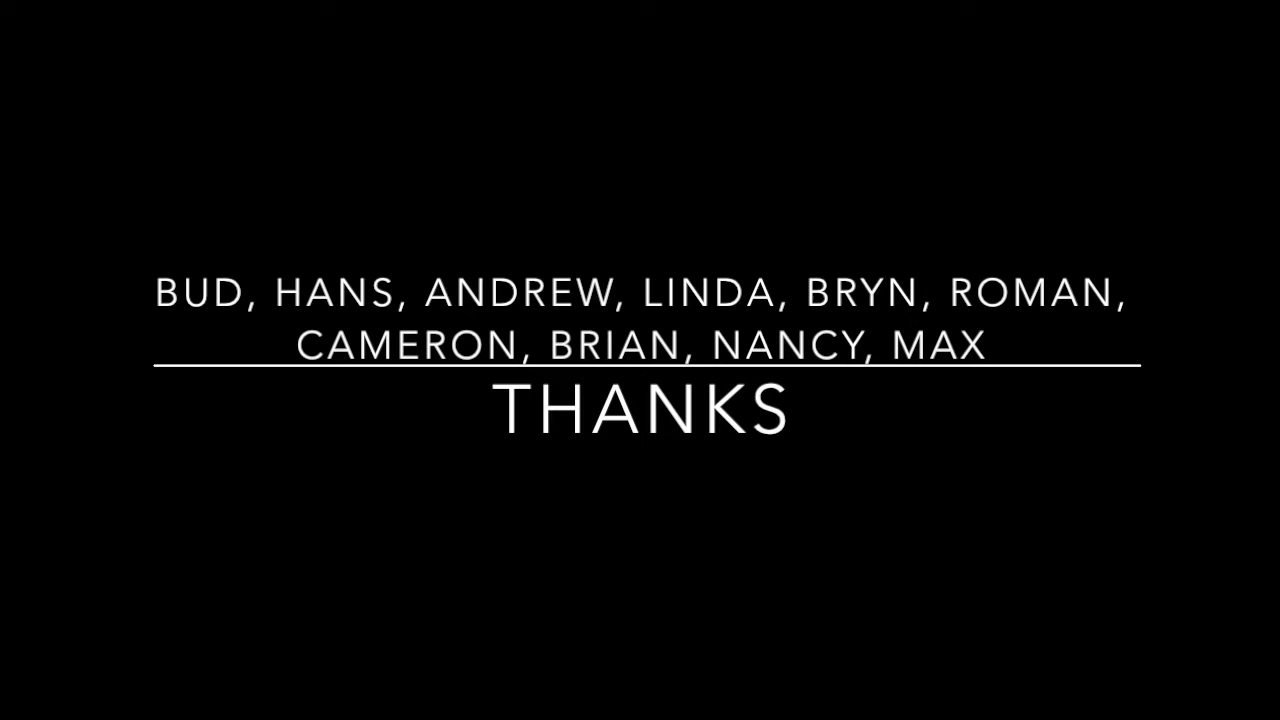 BUD, HANS, ANDREW, LINDA, BRYN, ROMAN,
CAMERON, BRIAN, NANCY, MAX
THANKS